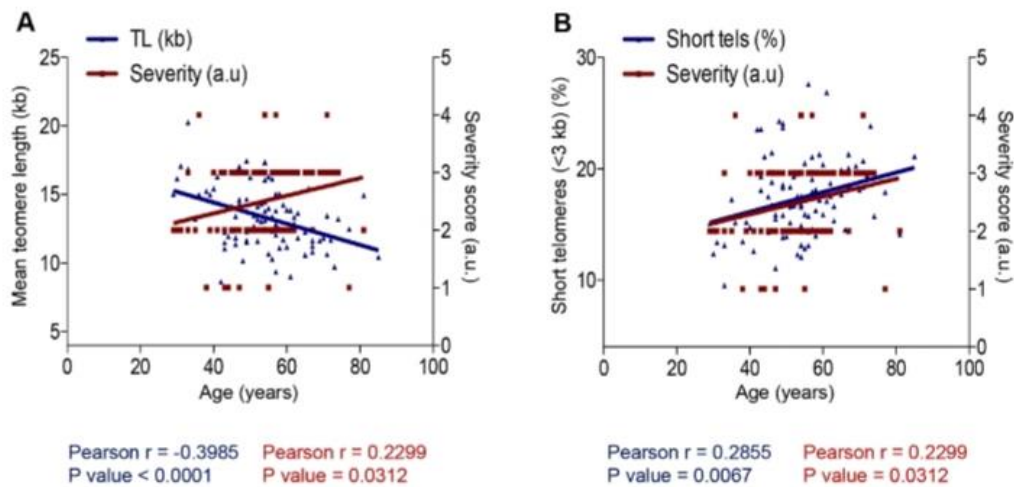 A
TL (kb)
Severity (a.u)
25
20
15
10
5
5
4
3
2
1
0
0
20
40
60
80
100
Mean teomere length (kb)
Severity score (a.u.)
Age (years)
Pearson r = -0.3985
P value < 0.0001
Pearson r = 0.2299
P value = 0.0312
B
Short tels (%)
Severity (a.u)
30
20
10
5
4
3
2
1
0
0
20
40
60
80
100
Short telomeres (<3 kb) (%)
Severity score (a.u.)
Age (years)
Pearson r = 0.2855
P value = 0.0067
Pearson r = 0.2299
P value = 0.0312